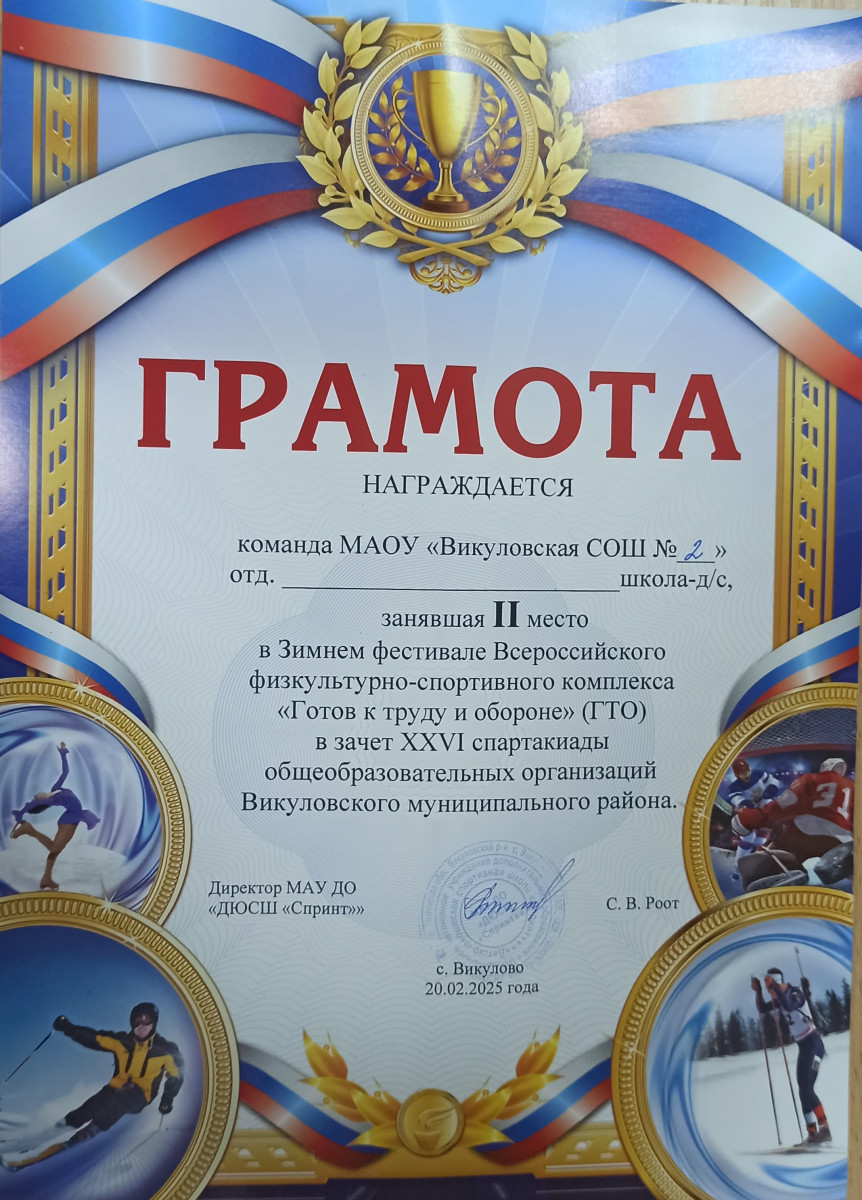 ГРАМОТА
НАГРАЖДАЕТСЯ
команда МАОУ «Викуловская СОШ № 2 »
отд. ___________________________школа-д/с,
занявшая II место
в Зимнем фестивале Всероссийского
физкультурно-спортивного комплекса
«Готов к труду и обороне» (ГТО)
в зачет XXVI спартакиады
общеобразовательных организаций
Викуловского муниципального района.
Директор МАУ ДО
«ДЮСШ «Спринт»»
С. В. Роот
с. Викулово
20.02.2025 года
31